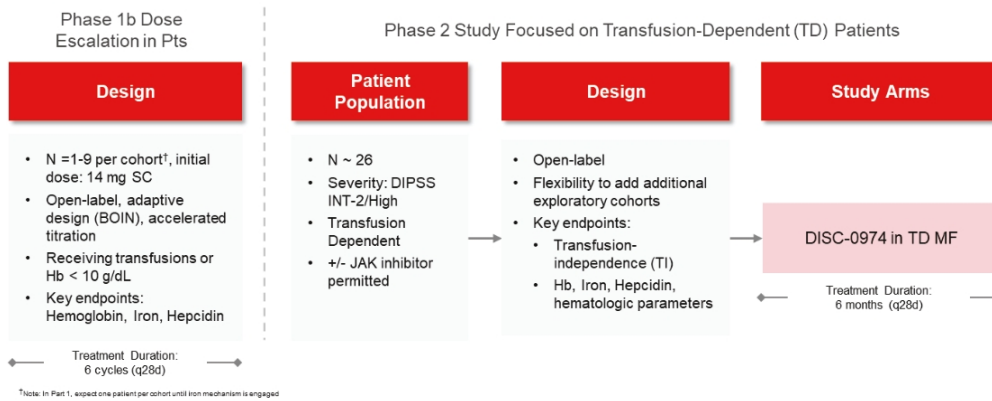 Phase 1b Dose
Escalation in Pts
Phase 2 Study Focused on Transfusion-Dependent (TD) Patients
Design
• N =1-9 per cohort†, initial
dose: 14 mg SC
• Open-label, adaptive
design (BOIN), accelerated
titration
• Receiving transfusions or
Hb < 10 g/dL
• Key endpoints:
Hemoglobin, Iron, Hepcidin
Treatment Duration:
6 cycles (q28d)
Patient
Population
• N ~ 26
• Severity: DIPSS
INT-2/High
• Transfusion
Dependent
• +/- JAK inhibitor
permitted
Design
• Open-label
• Flexibility to add additional
exploratory cohorts
• Key endpoints:
• Transfusion-
independence (TI)
• Hb, Iron, Hepcidin,
hematologic parameters
Study Arms
DISC-0974 in TD MF
Treatment Duration:
6 months (q28d)
†Note: In Part 1, expect one patient per cohort until iron mechanism is engaged